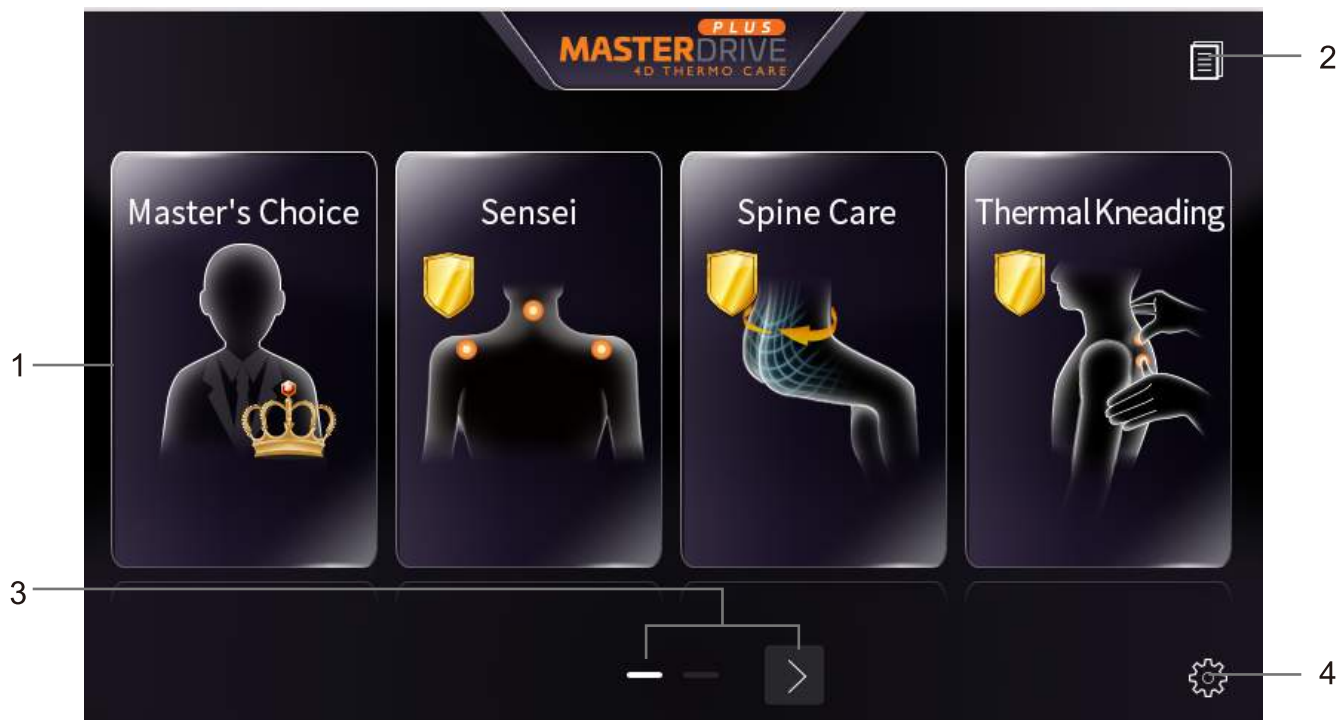 PLUS
MASTERDRIVE
4D THERMO CARE
2
Master's Choice
Sensei
Spine Care
Thermal Kneading
1
3
4